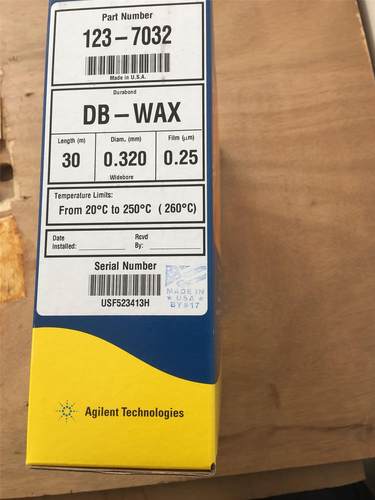 Part Number
123-7032
Made in U.S.A.
Durabond
DB-WAX
Length (m) Diam. (mm) Film (µm)
30 0.320 0.25
Widebore
Temperature Limits:
From 20°C to 250°C (260°C)
Date Rcvd
Installed: By:
Serial Number
USF523413H
MADE IN
USA
BY#17
Agilent Technologies